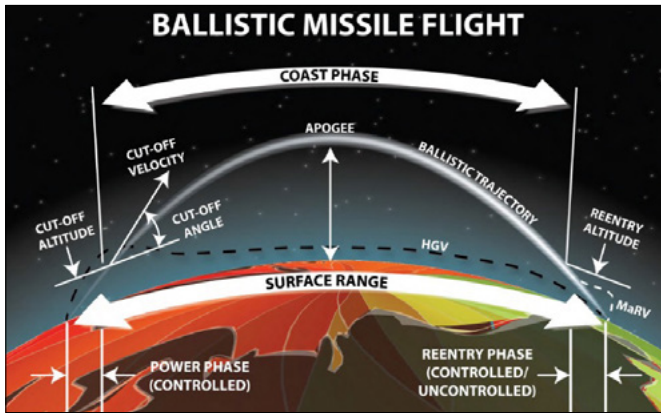 BALLISTIC MISSILE FLIGHT
COAST PHASE
APOGEE
CUT-OFF
VELOCITY
BALLISTIC TRAJECTORY
CUT-OFF
ALTITUDE
CUT-OFF
ANGLE
REENTRY
ALTITUDE
HGV
MaRV
SURFACE RANGE
POWER PHASE
(CONTROLLED)
REENTRY PHASE
(CONTROLLED/
UNCONTROLLED)